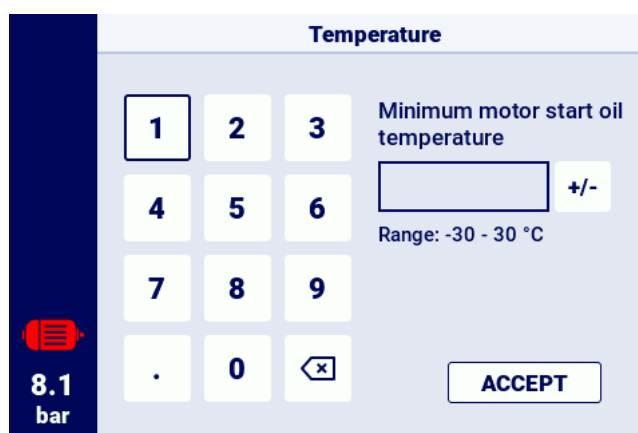 Temperature
1 2 3
Minimum motor start oil
temperature
4 5 6
+/-
Range: -30 - 30 °C
7 8 9
. 0
ACCEPT
8.1
bar